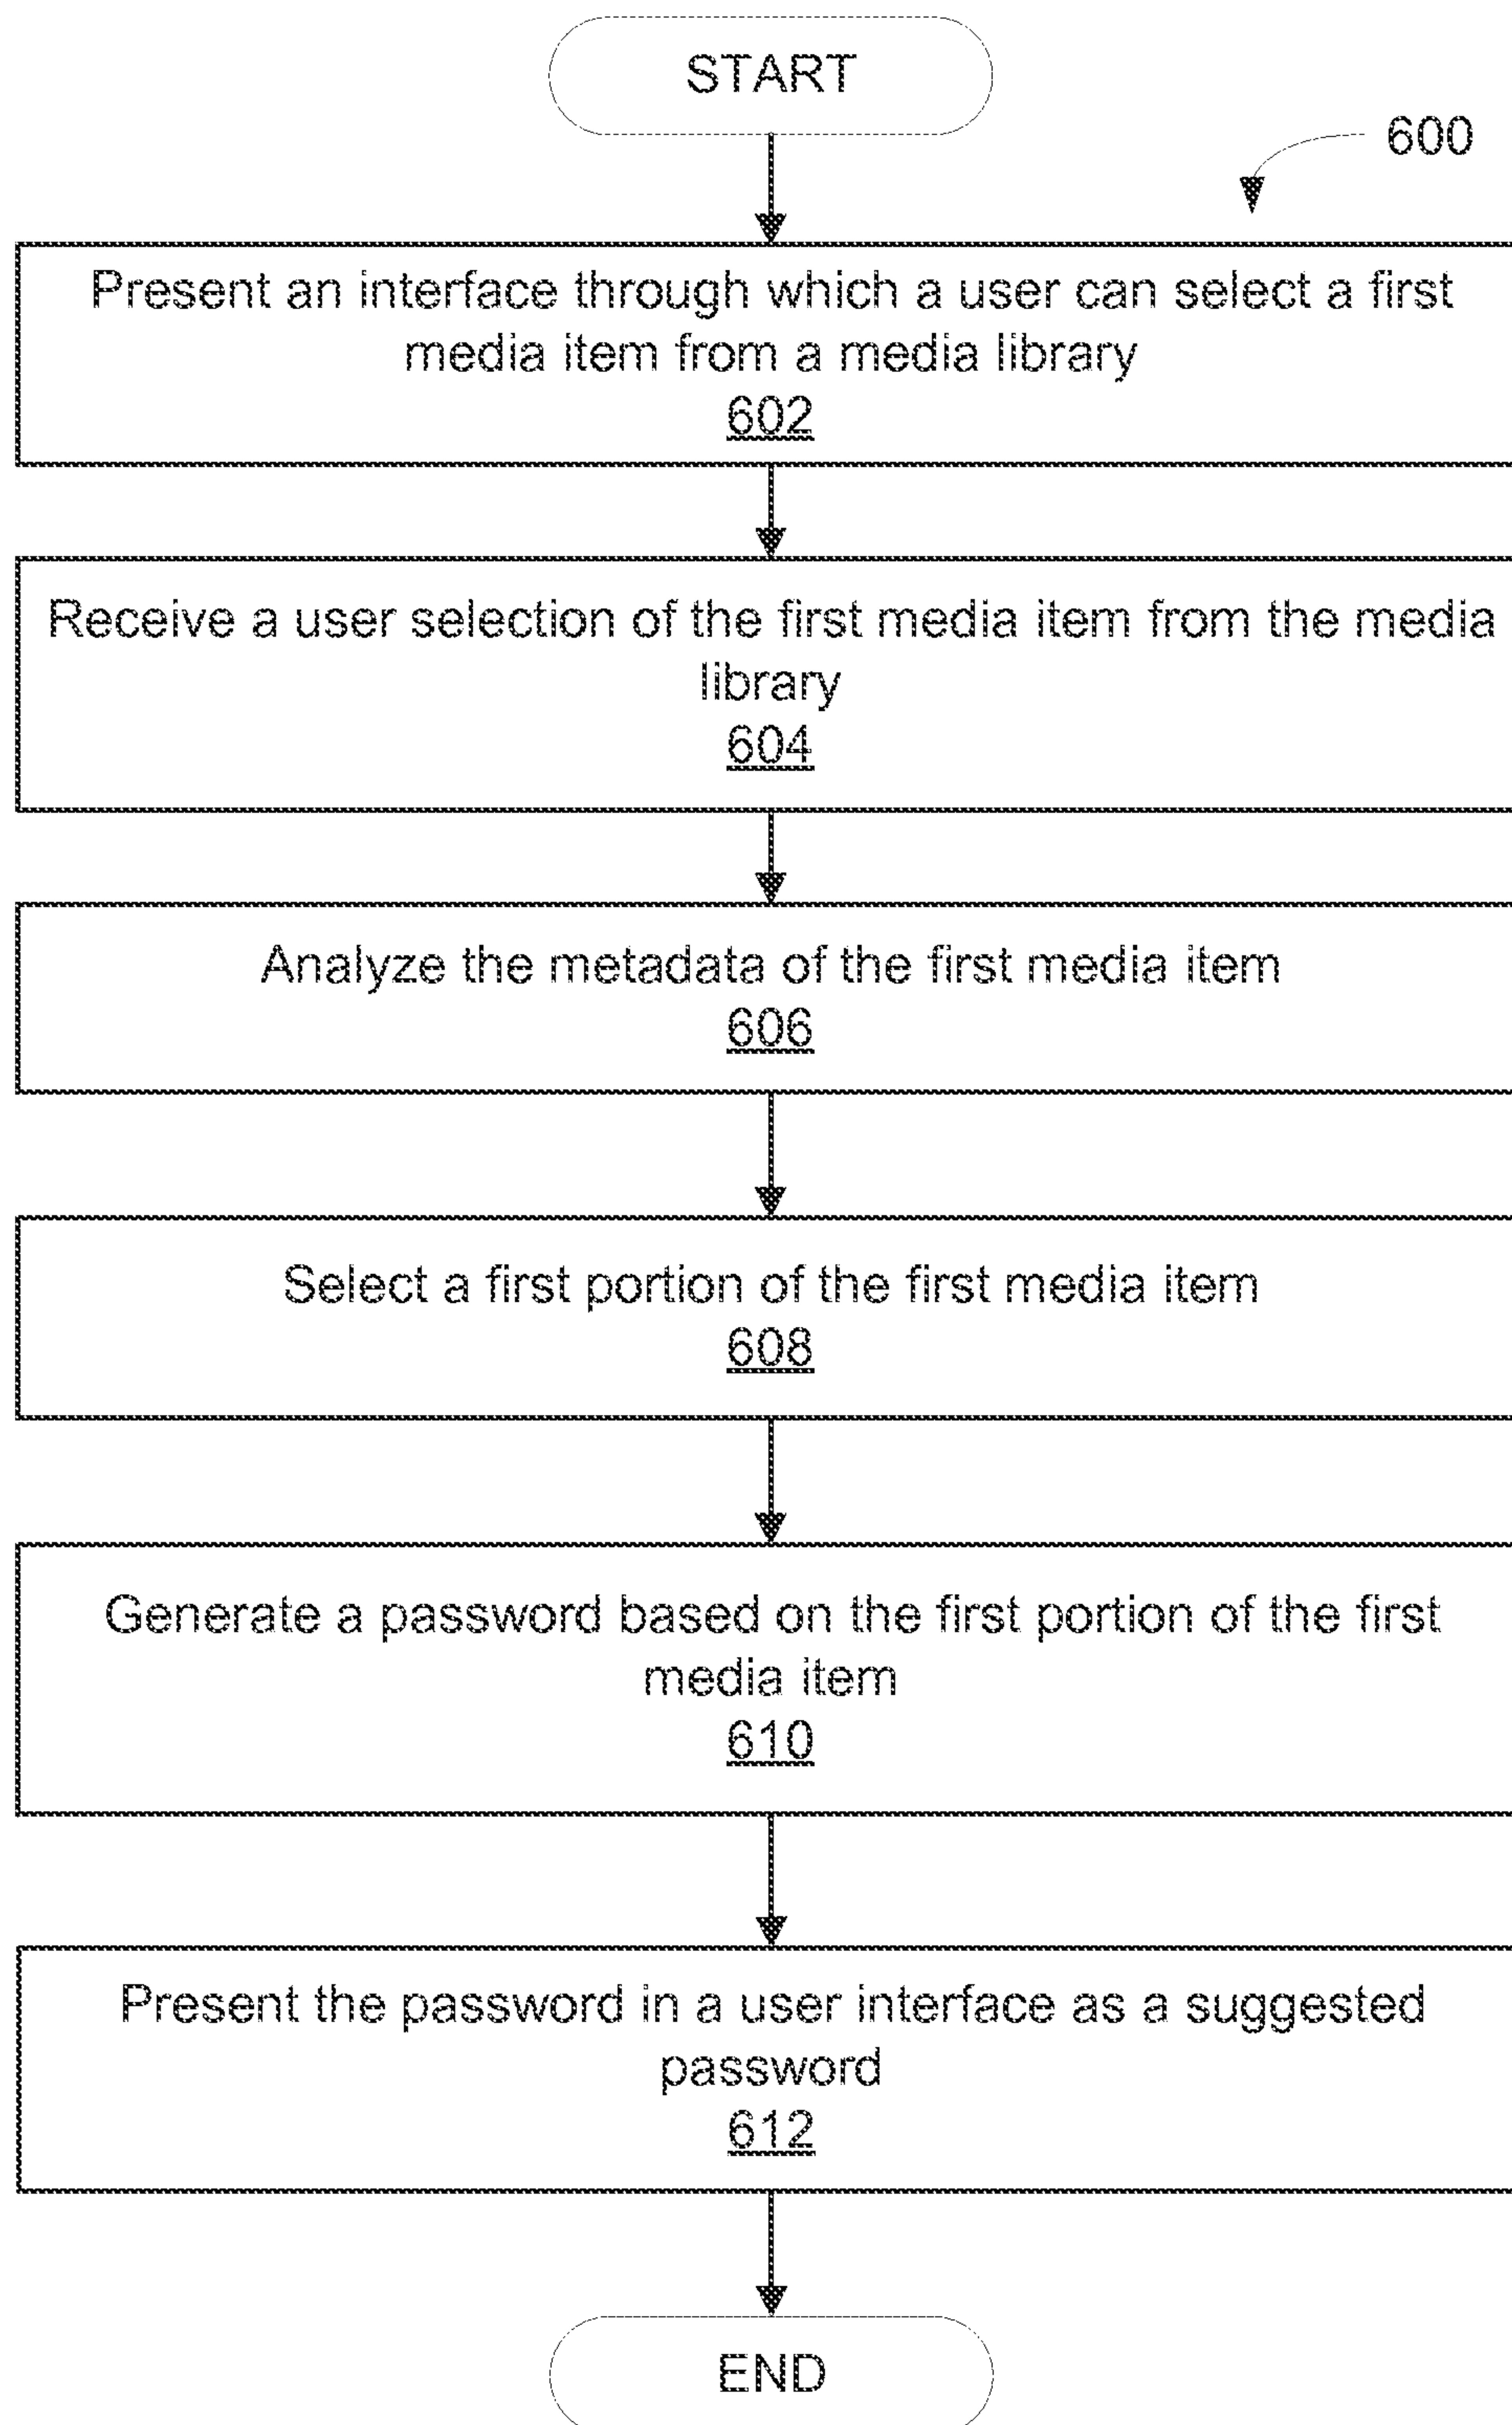 START
600
Present an interface through which a user can select a first
media item from a media library
602
Receive a user selection of the first media item from the media
library
604
Analyze the metadata of the first media item
606
Select a first portion of the first media item
608
Generate a password based on the first portion of the first
media item
610
Present the password in a user interface as a suggested
password
612
END